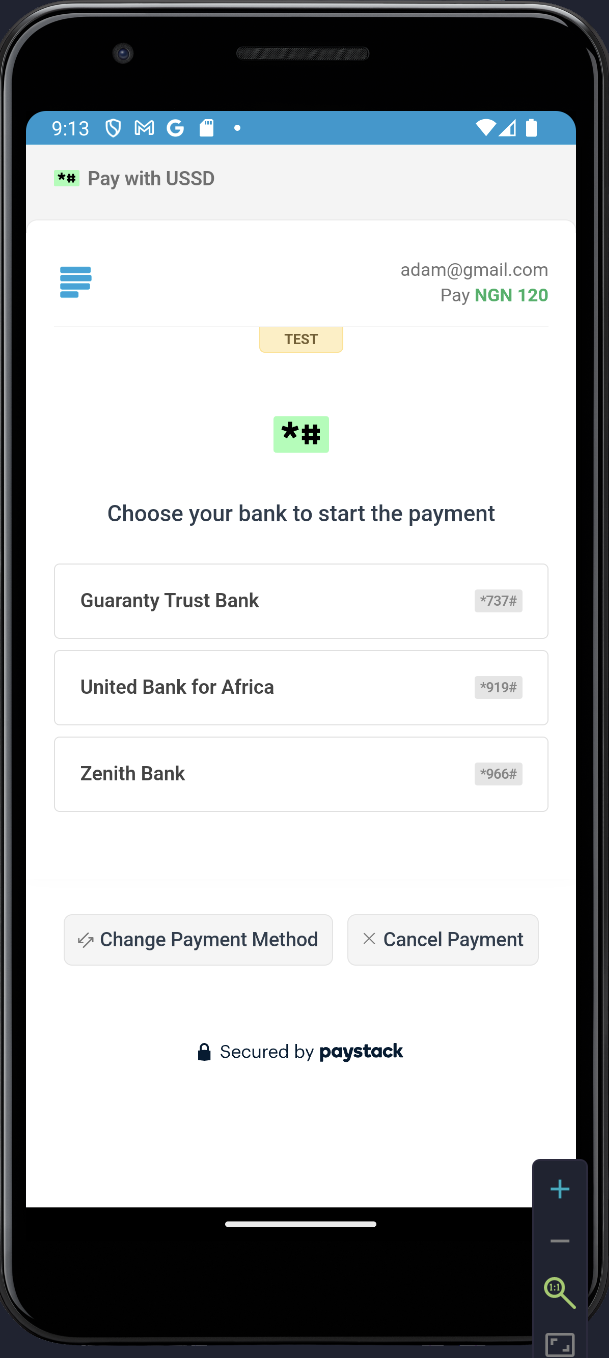 9:13
*# Pay with USSD
adam@gmail.com
Pay NGN 120
TEST
*#
Choose your bank to start the payment
Guaranty Trust Bank *737#
United Bank for Africa *919#
Zenith Bank *966#
Change Payment Method
Cancel Payment
Secured by paystack
1:1